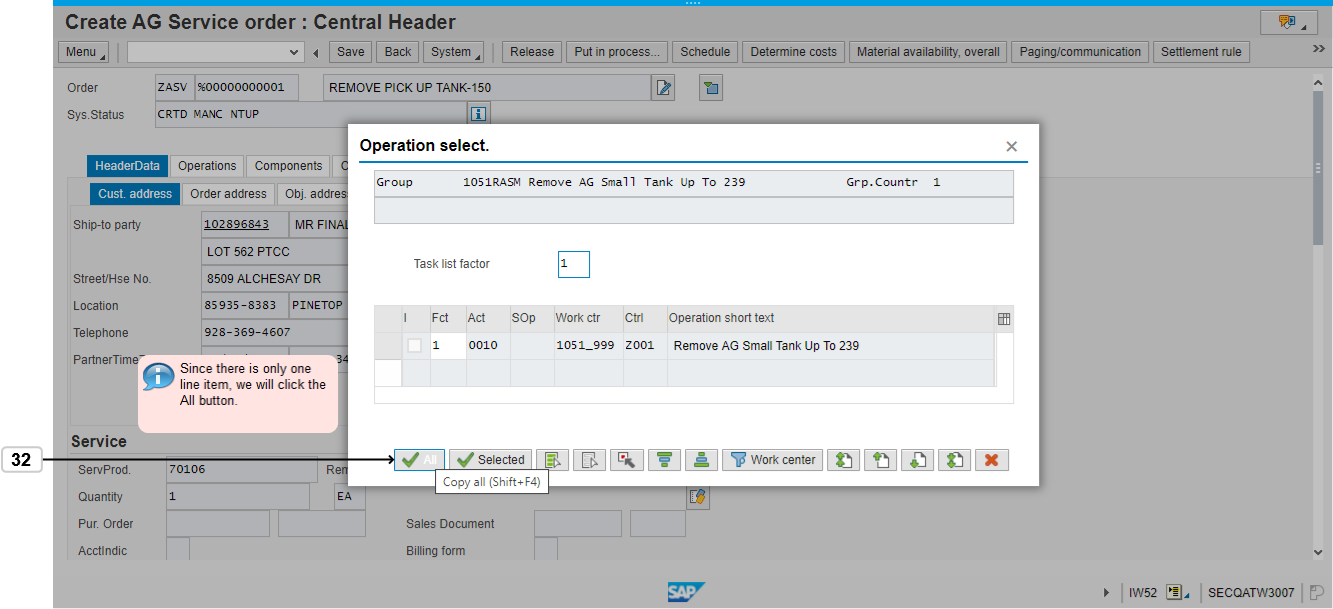 Create AG Service order : Central Header
Menu Save Back System Release Put in process... Schedule Determine costs Material availability, overall Paging/communication Settlement rule
Order ZASV %00000000001 REMOVE PICK UP TANK-150
Sys.Status CRTD MANC NTUP
HeaderData Operations Components
Cust. address Order address Obj. address
Ship-to party 102896843 MR FINAL
LOT 562 PTCC
Street/Hse No. 8509 ALCHESAY DR
Location 85935-8383 PINETOP
Telephone 928-369-4607
Operation select.
Group 1051RASM Remove AG Small Tank Up To 239 Grp.Countr 1
Task list factor 1
I Fct Act SOp Work ctr Ctrl Operation short text
1 0010 1051_999 Z001 Remove AG Small Tank Up To 239
All Selected Work center
Copy all (Shift+F4)
Since there is only one
line item, we will click the
All button.
32
Service
ServProd. 70106 Rem
Quantity 1 EA
Pur. Order Sales Document
AcctIndic Billing form
SAP
IW52 SECQATW3007